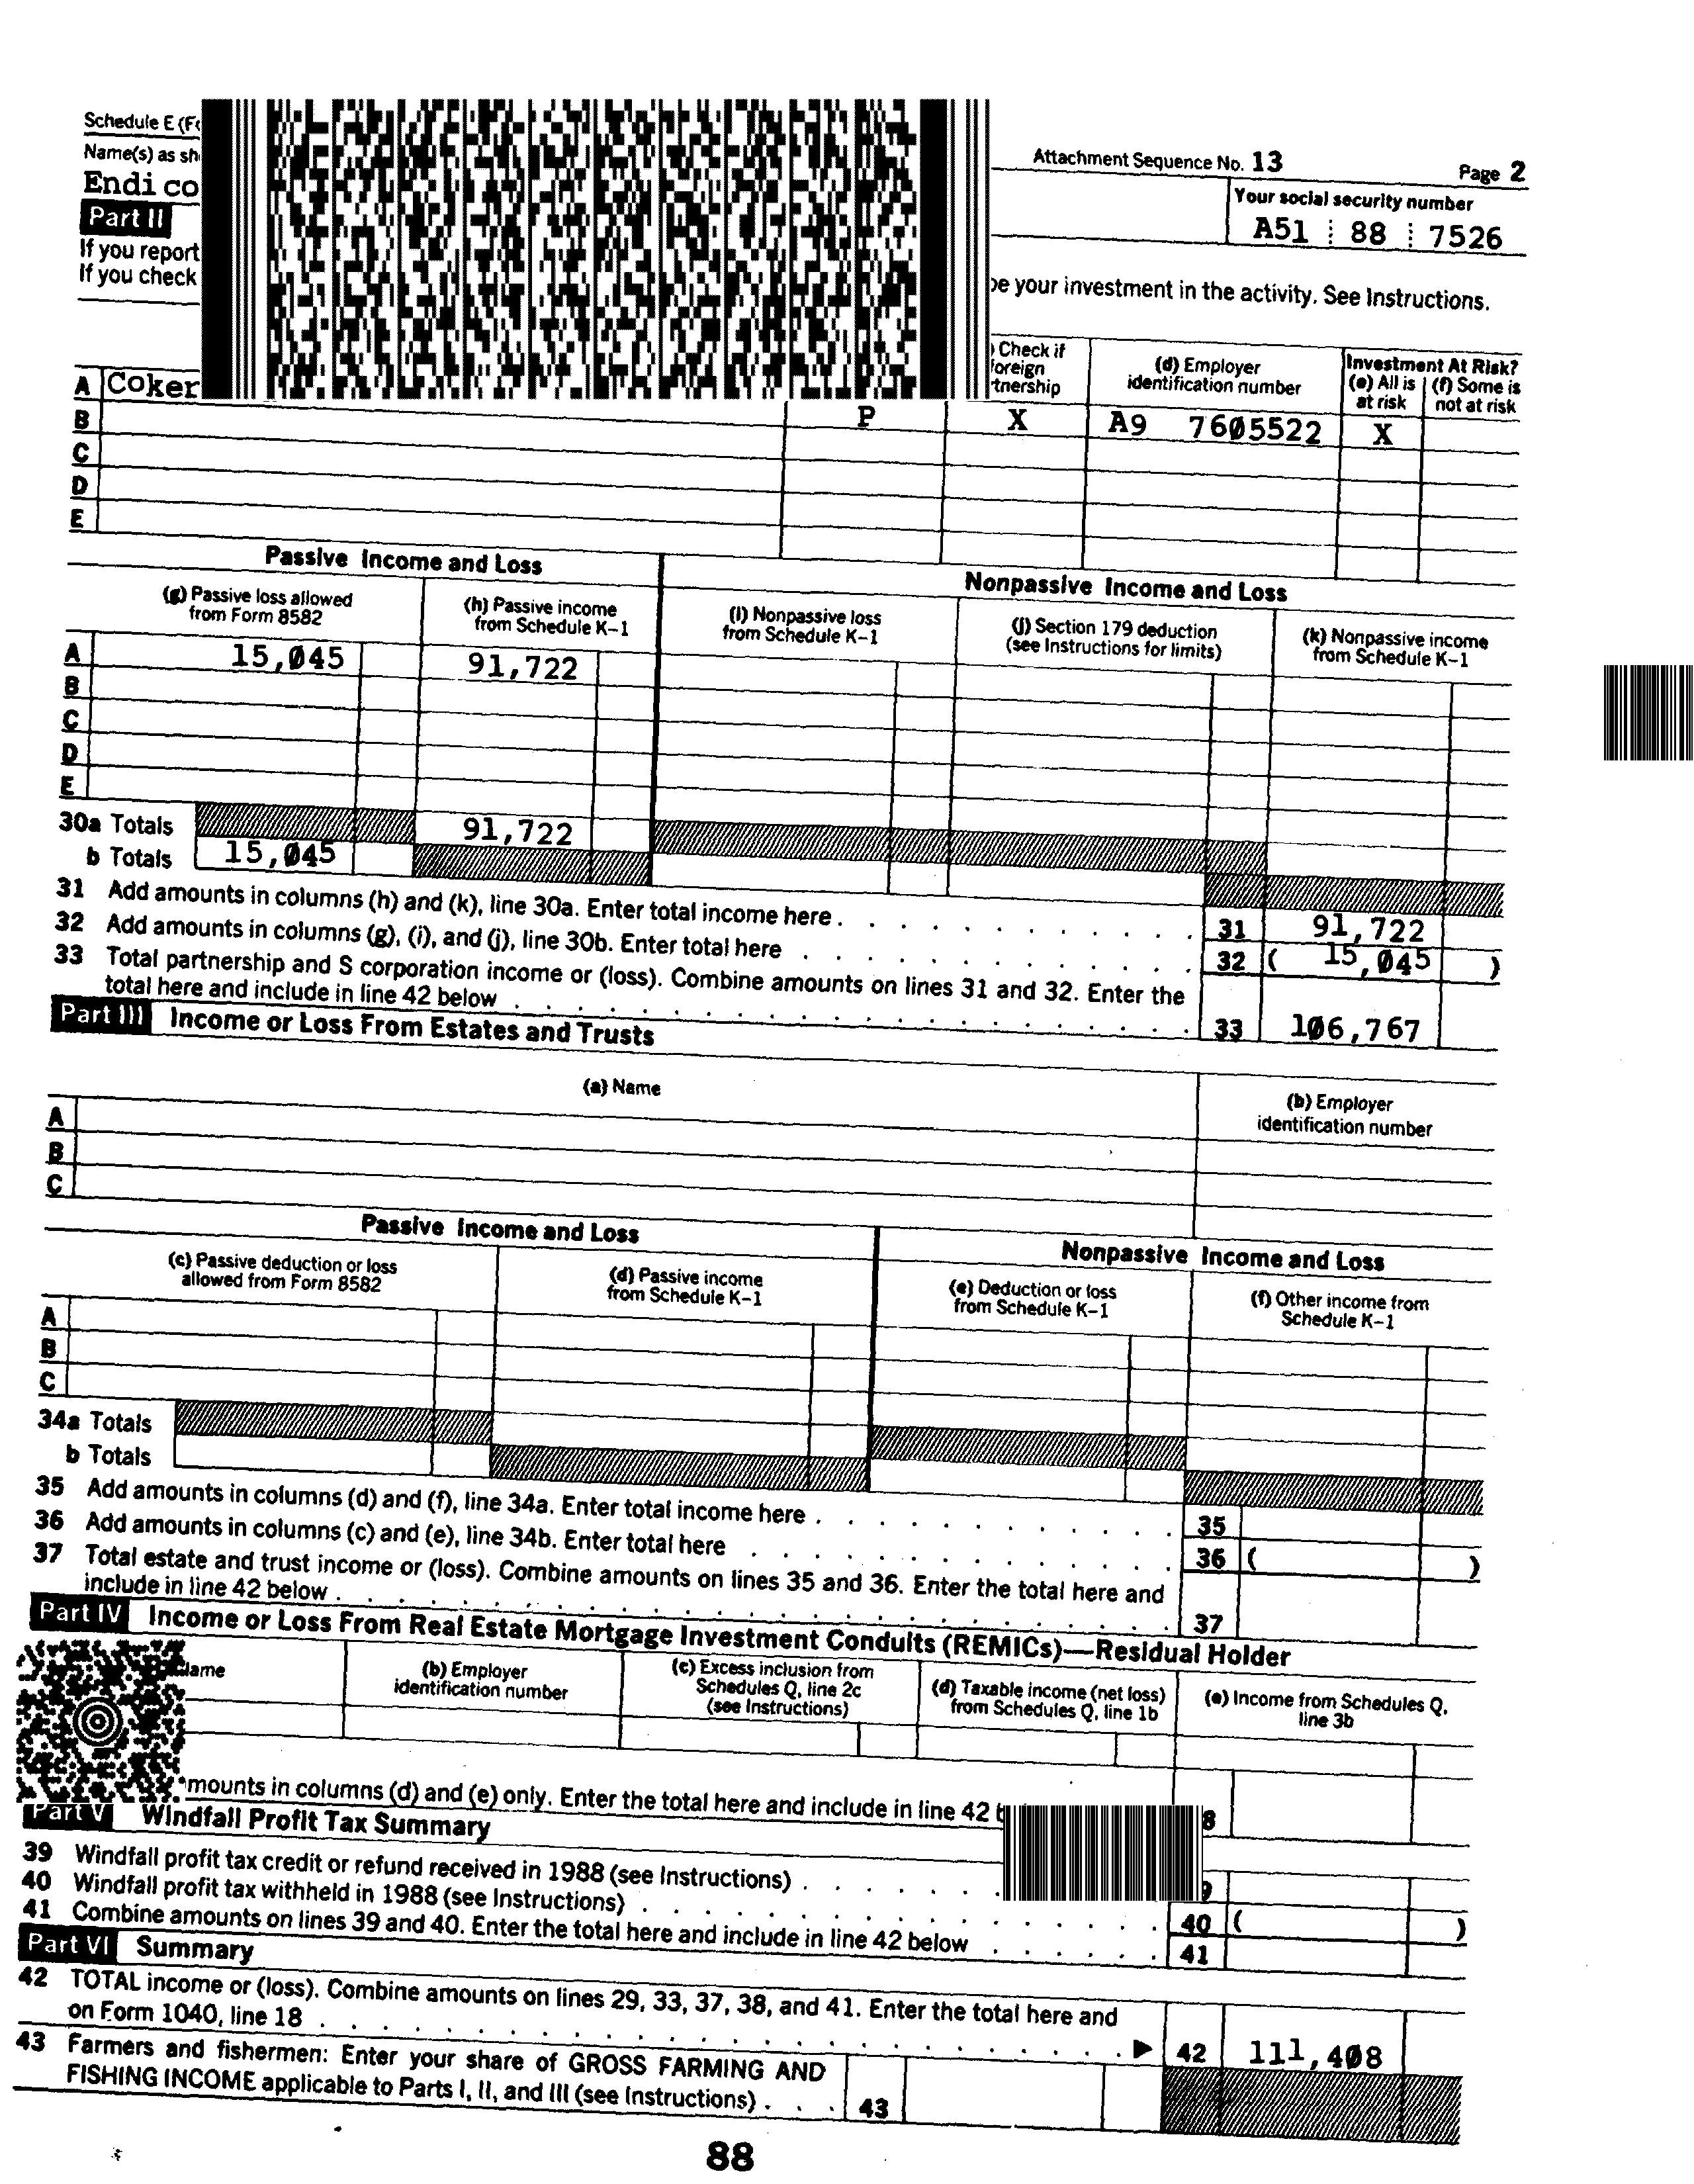 Schedule E
Attachment Sequence No. 13 Page 2
Name(s) as
Your social security number
Endi co
A51 88 7526
Part II
If you report
If you check
your investment in the activity. See Instructions.
Check if
(d) Employer
identification number
Investment At Risk?
(e) All is
at risk
(f) Some is
not at risk
A Coker P X A9 7605522 X
B
C
D
E
Passive Income and Loss
Nonpassive Income and Loss
(g) Passive loss allowed
from Form 8582
(h) Passive income
from Schedule K-1
(i) Nonpassive loss
from Schedule K-1
(j) Section 179 deduction
(see Instructions for limits)
(k) Nonpassive income
from Schedule K-1
A 15,045 91,722
B
C
D
E
30a Totals 91,722
b Totals 15,045
31 Add amounts in columns (h) and (k), line 30a. Enter total income here . . . . . . . . . . . . . 31 91,722
32 Add amounts in columns (g), (i), and (j), line 30b. Enter total here . . . . . . . . . . . . . . 32 ( 15,045 )
33 Total partnership and S corporation income or (loss). Combine amounts on lines 31 and 32. Enter the
total here and include in line 42 below . . . . . . . . . . . . . . . . . . . . . . 33 106,767
Part III Income or Loss From Estates and Trusts
(a) Name
(b) Employer
identification number
A
B
C
Passive Income and Loss
Nonpassive Income and Loss
(c) Passive deduction or loss
allowed from Form 8582
(d) Passive income
from Schedule K-1
(e) Deduction or loss
from Schedule K-1
(f) Other income from
Schedule K-1
A
B
C
34a Totals
b Totals
35 Add amounts in columns (d) and (f), line 34a. Enter total income here . . . . . . . . . . . . . 35
36 Add amounts in columns (c) and (e), line 34b. Enter total here . . . . . . . . . . . . . . 36 ( )
37 Total estate and trust income or (loss). Combine amounts on lines 35 and 36. Enter the total here and
include in line 42 below . . . . . . . . . . . . . . . . . . . . . . . . . . 37
Part IV Income or Loss From Real Estate Mortgage Investment Conduits (REMICs)—Residual Holder
(b) Employer
identification number
(c) Excess inclusion from
Schedules Q, line 2c
(see Instructions)
(d) Taxable income (net loss)
from Schedules Q, line 1b
(e) Income from Schedules Q,
line 3b
in columns (d) and (e) only. Enter the total here and include in line 42
Part V Windfall Profit Tax Summary
39 Windfall profit tax credit or refund received in 1988 (see Instructions) . . . . . . .
40 Windfall profit tax withheld in 1988 (see Instructions) . . . . . . . . . . . . . . . . . 40 ( )
41 Combine amounts on lines 39 and 40. Enter the total here and include in line 42 below . . . . . . 41
Part VI Summary
42 TOTAL income or (loss). Combine amounts on lines 29, 33, 37, 38, and 41. Enter the total here and
on Form 1040, line 18 . . . . . . . . . . . . . . . . . . . . . . . . . . ▶ 42 111,408
43 Farmers and fishermen: Enter your share of GROSS FARMING AND
FISHING INCOME applicable to Parts I, II, and III (see Instructions) . . . . 43
88